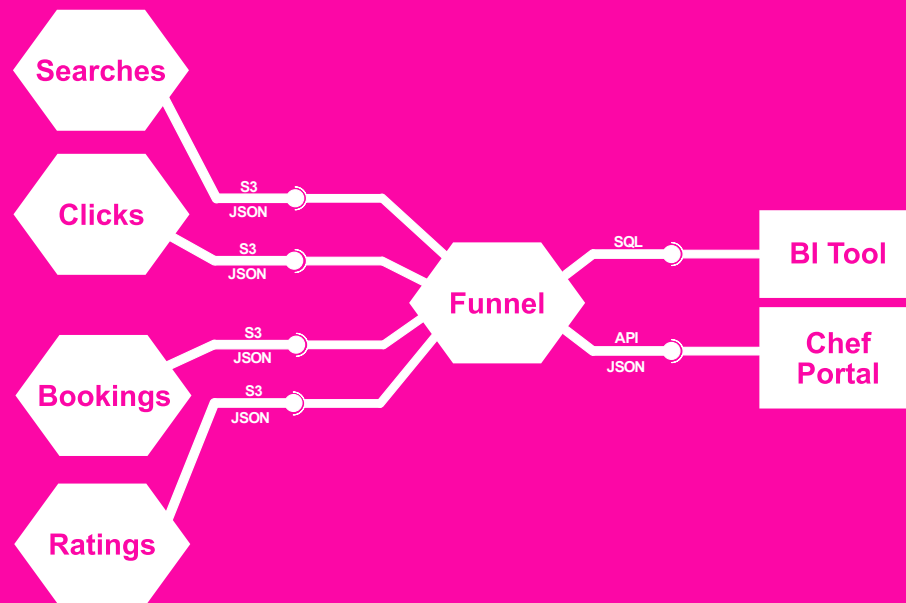 Searches
S3
JSON
Clicks
S3
JSON
Bookings
S3
JSON
Ratings
S3
JSON
Funnel
SQL
BI Tool
API
JSON
Chef
Portal